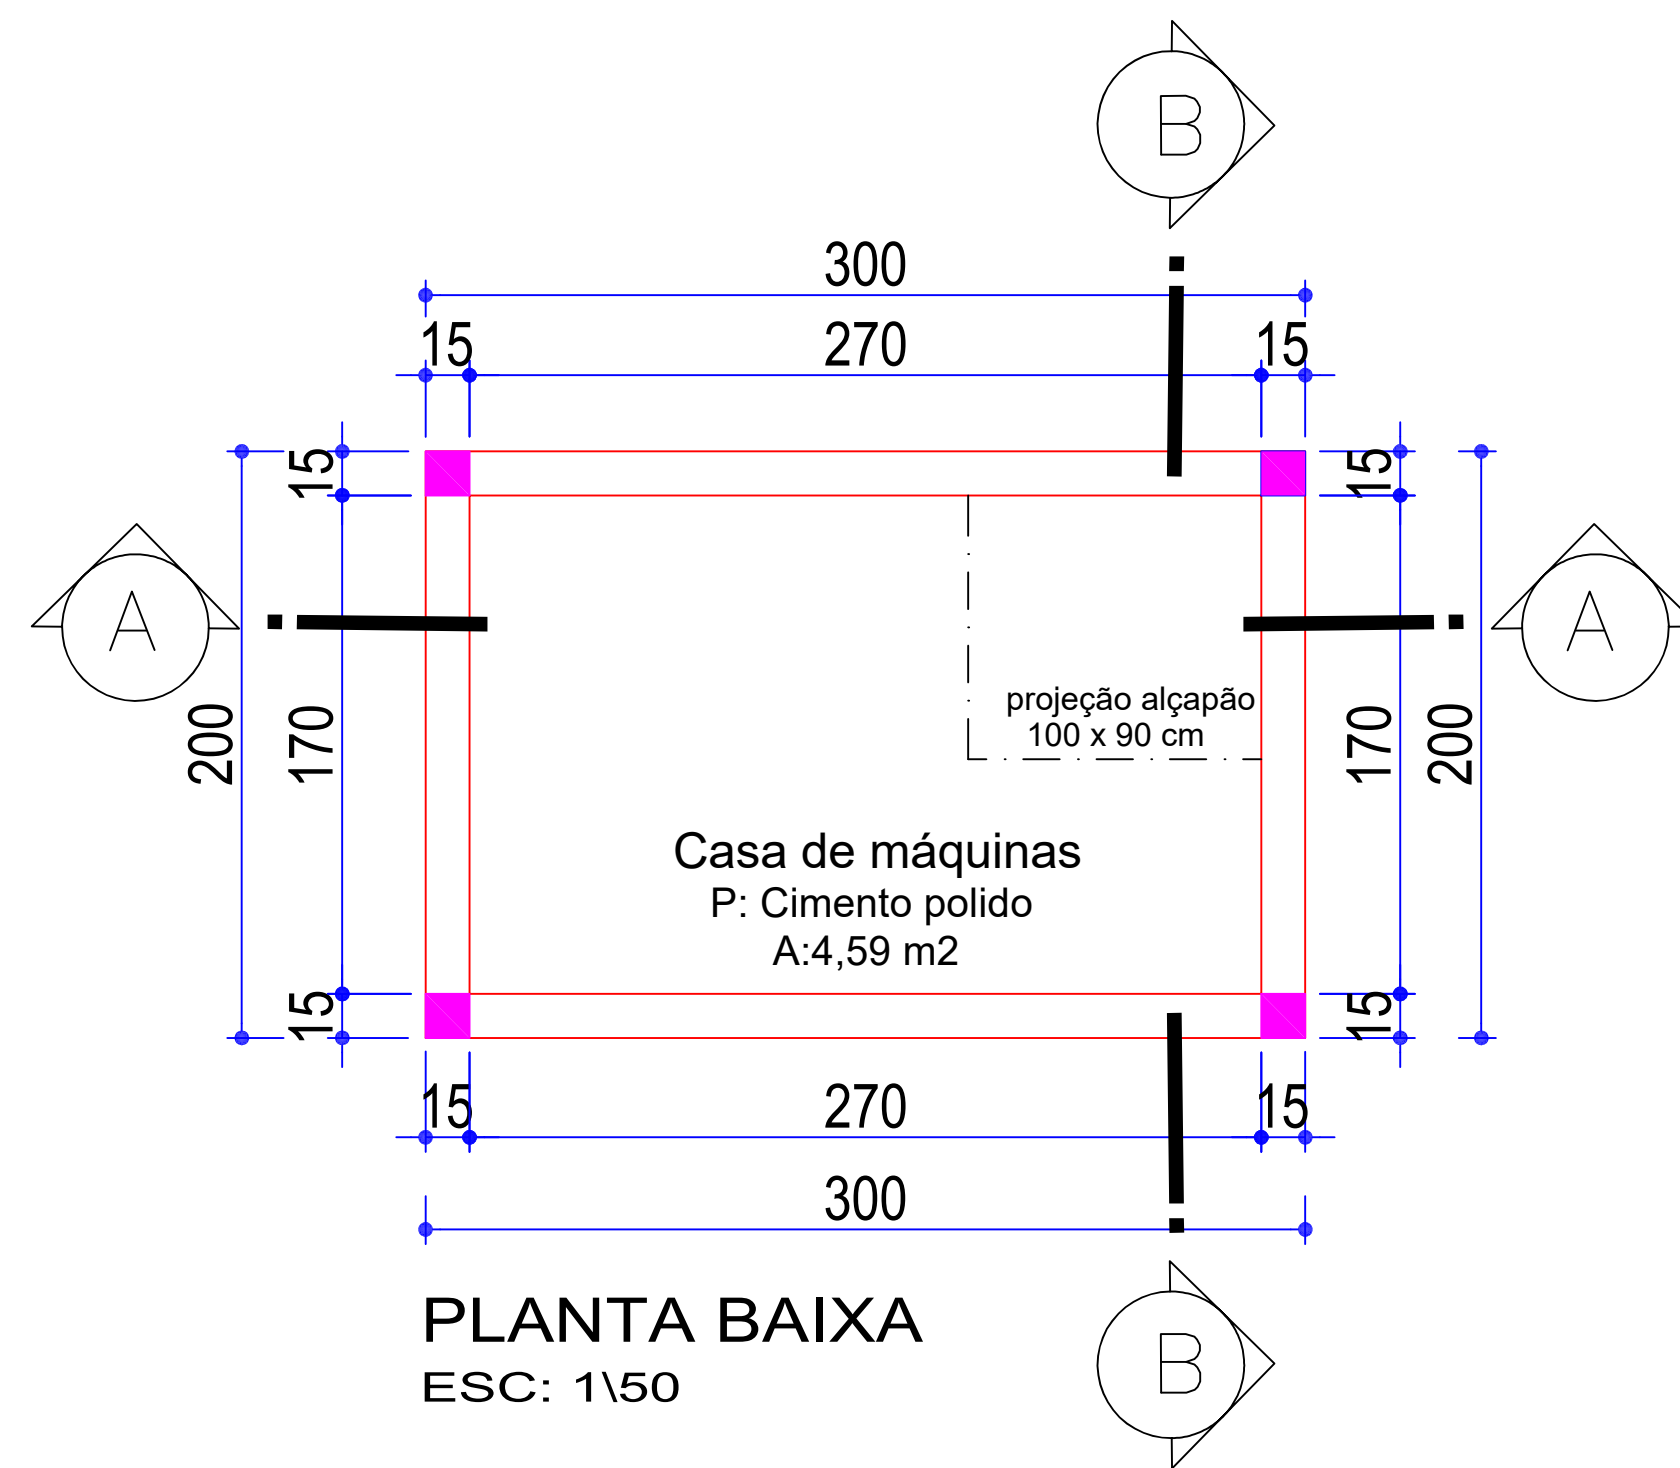 B
300
15 270 15
15 15
A A
200 170 170 200
projeção alçapão
100 x 90 cm
Casa de máquinas
P: Cimento polido
A:4,59 m2
15 15
15 270 15
300
PLANTA BAIXA
B
ESC: 1\50